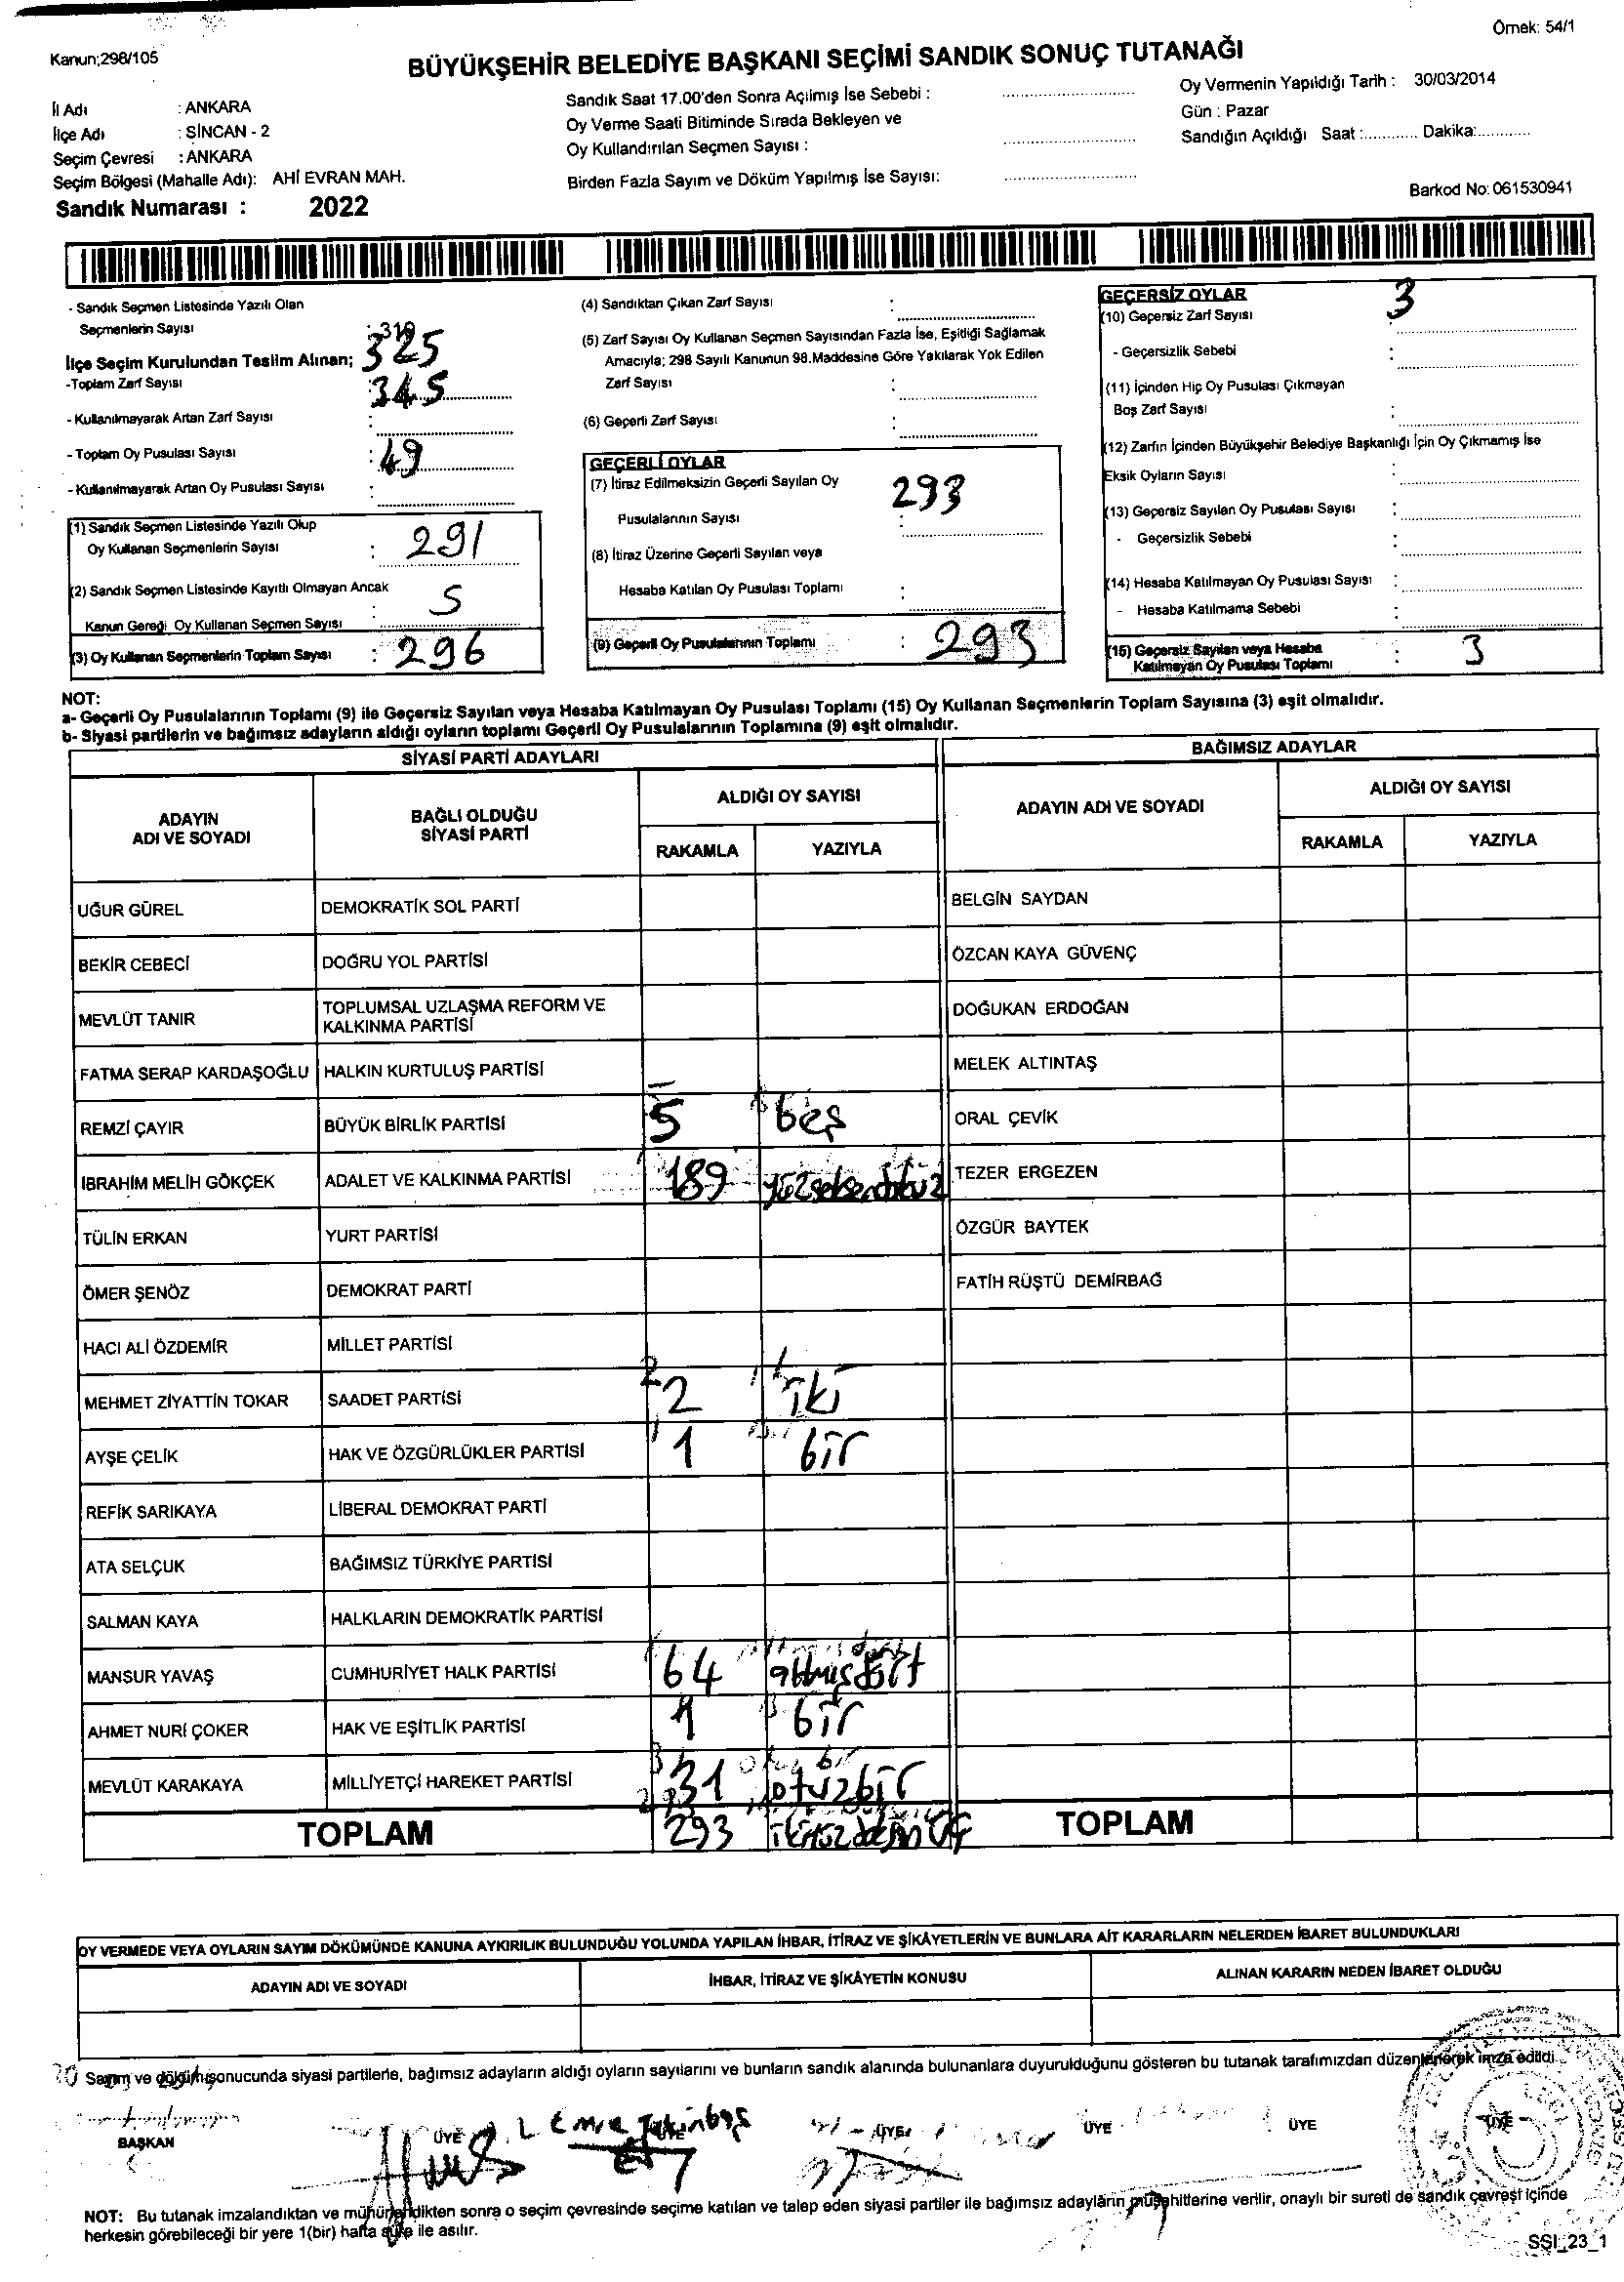 Örnek: 54/1
Kanun;298/105
BÜYÜKŞEHİR BELEDİYE BAŞKANI SEÇİMİ SANDIK SONUÇ TUTANAĞI
İl Adı : ANKARA
İlçe Adı : SİNCAN - 2
Seçim Çevresi : ANKARA
Seçim Bölgesi (Mahalle Adı): AHİ EVRAN MAH.
Sandık Numarası : 2022
Sandık Saat 17.00'den Sonra Açılmış İse Sebebi :
Oy Verme Saati Bitiminde Sırada Bekleyen ve
Oy Kullandırılan Seçmen Sayısı :
Birden Fazla Sayım ve Döküm Yapılmış İse Sayısı:
Oy Vermenin Yapıldığı Tarih : 30/03/2014
Gün : Pazar
Sandığın Açıldığı Saat :............ Dakika:............
Barkod No: 061530941
- Sandık Seçmen Listesinde Yazılı Olan
Seçmenlerin Sayısı : 319
İlçe Seçim Kurulundan Teslim Alınan; 325
-Toplam Zarf Sayısı : 345
- Kullanılmayarak Artan Zarf Sayısı :
- Toplam Oy Pusulası Sayısı : 49
- Kullanılmayarak Artan Oy Pusulası Sayısı :
(1) Sandık Seçmen Listesinde Yazılı Olup
Oy Kullanan Seçmenlerin Sayısı : 291
(2) Sandık Seçmen Listesinde Kayıtlı Olmayan Ancak
Kanun Gereği Oy Kullanan Seçmen Sayısı : 5
(3) Oy Kullanan Seçmenlerin Toplam Sayısı : 296
(4) Sandıktan Çıkan Zarf Sayısı :
(5) Zarf Sayısı Oy Kullanan Seçmen Sayısından Fazla İse, Eşitliği Sağlamak
Amacıyla; 298 Sayılı Kanunun 98.Maddesine Göre Yakılarak Yok Edilen
Zarf Sayısı :
(6) Geçerli Zarf Sayısı :
GEÇERLİ OYLAR
(7) İtiraz Edilmeksizin Geçerli Sayılan Oy
Pusulalarının Sayısı : 293
(8) İtiraz Üzerine Geçerli Sayılan veya
Hesaba Katılan Oy Pusulası Toplamı :
(9) Geçerli Oy Pusulalarının Toplamı : 293
GEÇERSİZ OYLAR
(10) Geçersiz Zarf Sayısı 3
- Geçersizlik Sebebi :
(11) İçinden Hiç Oy Pusulası Çıkmayan
Boş Zarf Sayısı :
(12) Zarfın İçinden Büyükşehir Belediye Başkanlığı İçin Oy Çıkmamış İse
Eksik Oyların Sayısı :
(13) Geçersiz Sayılan Oy Pusulası Sayısı :
- Geçersizlik Sebebi :
(14) Hesaba Katılmayan Oy Pusulası Sayısı :
- Hesaba Katılmama Sebebi :
(15) Geçersiz Sayılan veya Hesaba
Katılmayan Oy Pusulası Toplamı : 3
NOT:
a- Geçerli Oy Pusulalarının Toplamı (9) ile Geçersiz Sayılan veya Hesaba Katılmayan Oy Pusulası Toplamı (15) Oy Kullanan Seçmenlerin Toplam Sayısına (3) eşit olmalıdır.
b- Siyasi partilerin ve bağımsız adayların aldığı oyların toplamı Geçerli Oy Pusulalarının Toplamına (9) eşit olmalıdır.
SİYASİ PARTİ ADAYLARI
ADAYIN ADI VE SOYADI BAĞLI OLDUĞU SİYASİ PARTİ ALDIĞI OY SAYISI
RAKAMLA YAZIYLA
UĞUR GÜREL DEMOKRATİK SOL PARTİ
BEKİR CEBECİ DOĞRU YOL PARTİSİ
MEVLÜT TANIR TOPLUMSAL UZLAŞMA REFORM VE KALKINMA PARTİSİ
FATMA SERAP KARDAŞOĞLU HALKIN KURTULUŞ PARTİSİ
REMZİ ÇAYIR BÜYÜK BİRLİK PARTİSİ 5 beş
İBRAHİM MELİH GÖKÇEK ADALET VE KALKINMA PARTİSİ 189 yüzseksendokuz
TÜLİN ERKAN YURT PARTİSİ
ÖMER ŞENÖZ DEMOKRAT PARTİ
HACI ALİ ÖZDEMİR MİLLET PARTİSİ
MEHMET ZİYATTİN TOKAR SAADET PARTİSİ 2 iki
AYŞE ÇELİK HAK VE ÖZGÜRLÜKLER PARTİSİ 1 bir
REFİK SARIKAYA LİBERAL DEMOKRAT PARTİ
ATA SELÇUK BAĞIMSIZ TÜRKİYE PARTİSİ
SALMAN KAYA HALKLARIN DEMOKRATİK PARTİSİ
MANSUR YAVAŞ CUMHURİYET HALK PARTİSİ 64 altmışdört
AHMET NURİ ÇOKER HAK VE EŞİTLİK PARTİSİ 1 bir
MEVLÜT KARAKAYA MİLLİYETÇİ HAREKET PARTİSİ 31 otuzbir
TOPLAM 293
BAĞIMSIZ ADAYLAR
ADAYIN ADI VE SOYADI ALDIĞI OY SAYISI
RAKAMLA YAZIYLA
BELGİN SAYDAN
ÖZCAN KAYA GÜVENÇ
DOĞUKAN ERDOĞAN
MELEK ALTINTAŞ
ORAL ÇEVİK
TEZER ERGEZEN
ÖZGÜR BAYTEK
FATİH RÜŞTÜ DEMİRBAĞ
TOPLAM
OY VERMEDE VEYA OYLARIN SAYIM DÖKÜMÜNDE KANUNA AYKIRILIK BULUNDUĞU YOLUNDA YAPILAN İHBAR, İTİRAZ VE ŞİKÂYETLERİN VE BUNLARA AİT KARARLARIN NELERDEN İBARET BULUNDUKLARI
ADAYIN ADI VE SOYADI İHBAR, İTİRAZ VE ŞİKÂYETİN KONUSU ALINAN KARARIN NEDEN İBARET OLDUĞU
Sayım ve dökümü sonucunda siyasi partilerle, bağımsız adayların aldığı oyların sayılarını ve bunların sandık alanında bulunanlara duyurulduğunu gösteren bu tutanak tarafımızdan düzenlenerek imza edildi.
Emre
BAŞKAN ÜYE ÜYE ÜYE ÜYE ÜYE ÜYE
NOT: Bu tutanak imzalandıktan ve mühürlendikten sonra o seçim çevresinde seçime katılan ve talep eden siyasi partiler ile bağımsız adayların müşahitlerine verilir, onaylı bir sureti de sandık çevresi içinde
herkesin görebileceği bir yere 1(bir) hafta süre ile asılır.
SSI_23_1